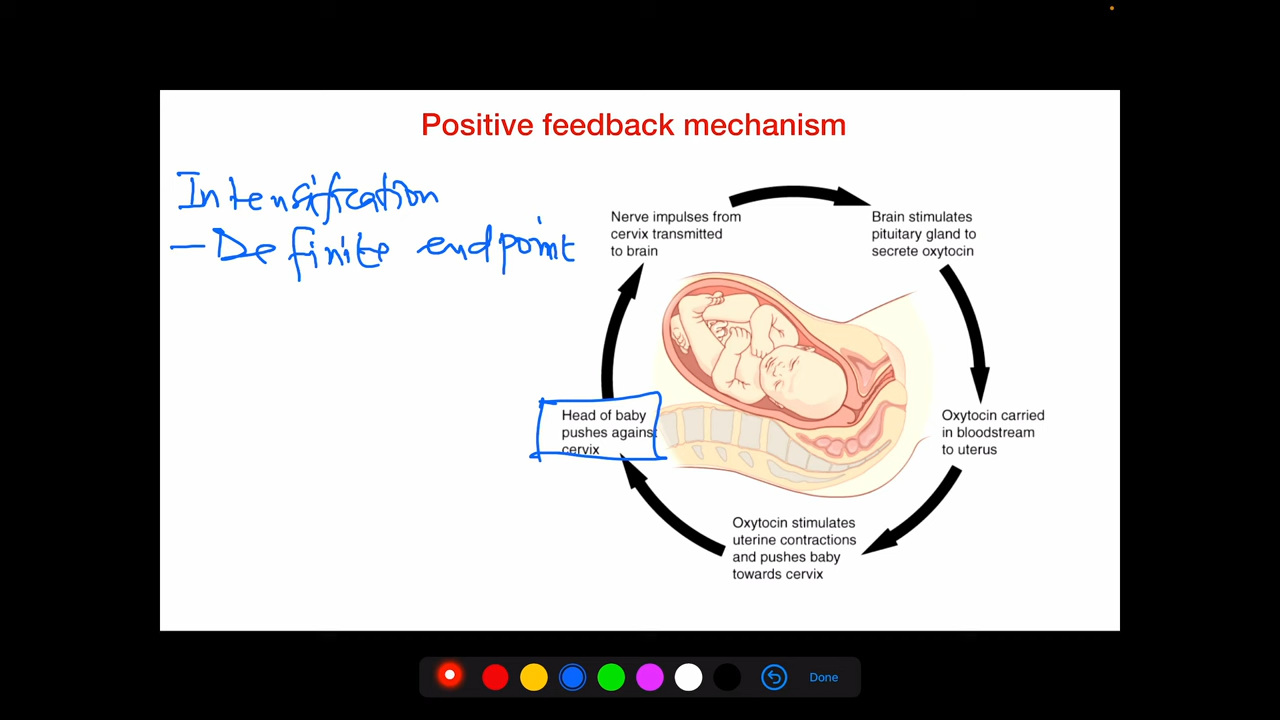 Positive feedback mechanism
Intensification
- Definite endpoint
Nerve impulses from
cervix transmitted
to brain
Brain stimulates
pituitary gland to
secrete oxytocin
Head of baby
pushes against
cervix
Oxytocin carried
in bloodstream
to uterus
Oxytocin stimulates
uterine contractions
and pushes baby
towards cervix
Done